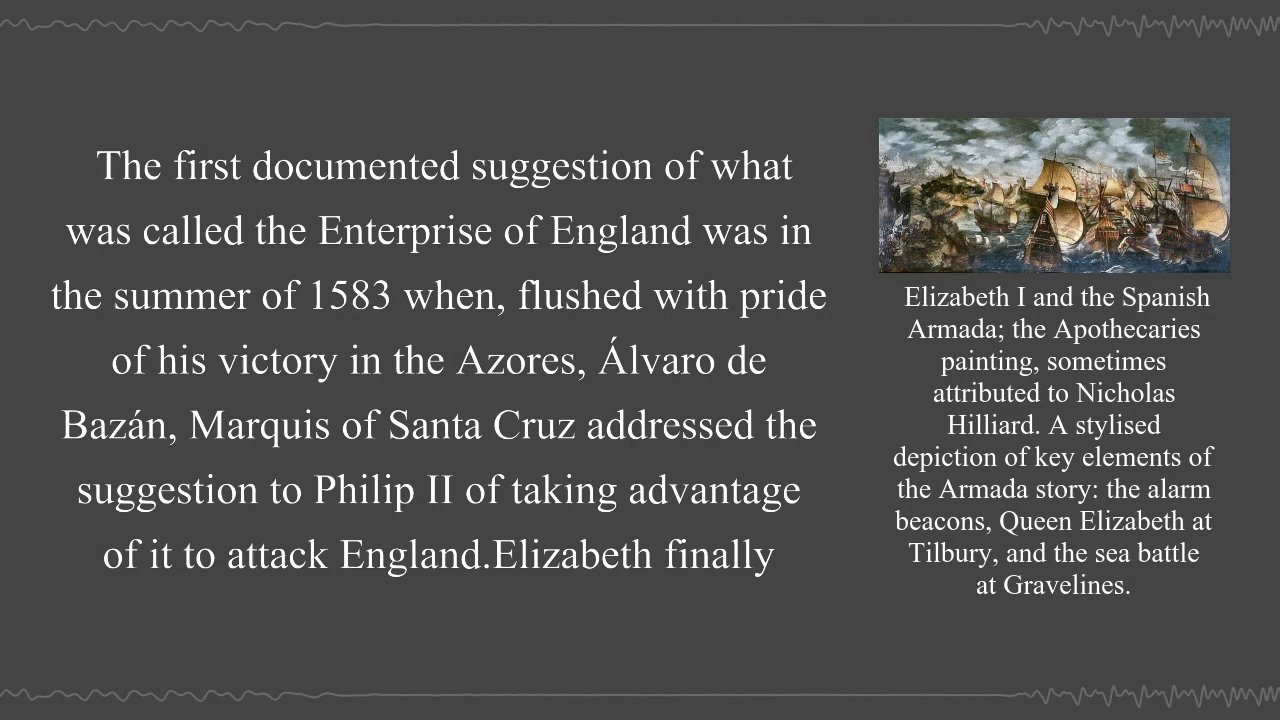 The first documented suggestion of what
was called the Enterprise of England was in
the summer of 1583 when, flushed with pride
of his victory in the Azores, Álvaro de
Bazán, Marquis of Santa Cruz addressed the
suggestion to Philip II of taking advantage
of it to attack England.Elizabeth finally
Elizabeth I and the Spanish
Armada; the Apothecaries
painting, sometimes
attributed to Nicholas
Hilliard. A stylised
depiction of key elements of
the Armada story: the alarm
beacons, Queen Elizabeth at
Tilbury, and the sea battle
at Gravelines.